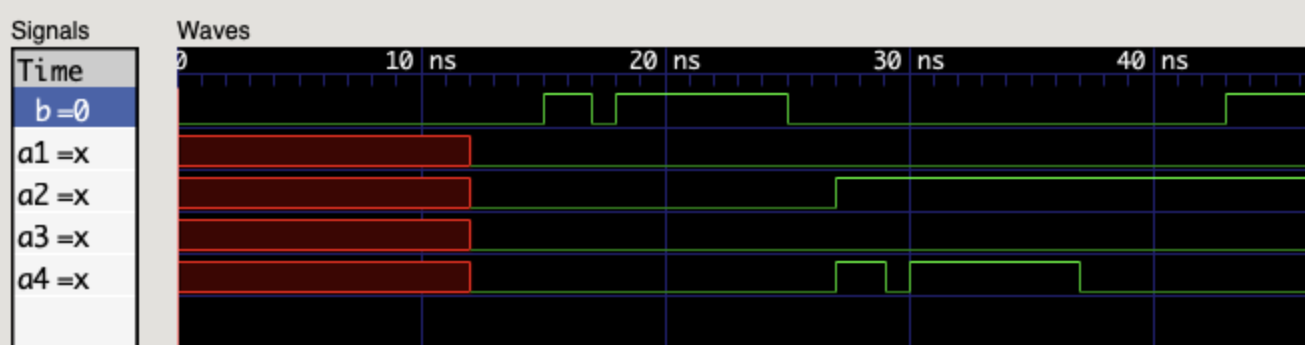 Signals Waves
Time 0 10 ns 20 ns 30 ns 40 ns
b =0
a1 =x
a2 =x
a3 =x
a4 =x